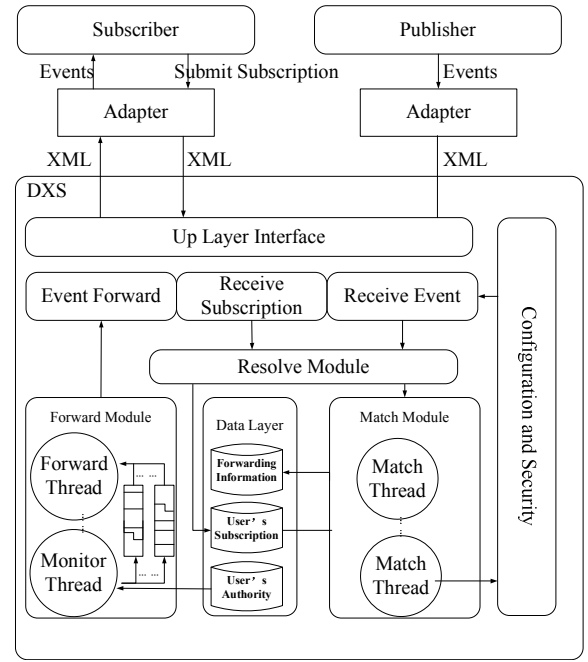 Subscriber
Publisher
Events
Submit Subscription
Events
Adapter
Adapter
XML
XML
XML
DXS
Up Layer Interface
Event Forward
Receive
Subscription
Receive Event
Configuration and Security
Resolve Module
Forward Module
Data Layer
Match Module
Forward
Thread
... ...
Forwarding
Information
Match
Thread
User's
Subscription
Monitor
Thread
... ...
User's
Authority
Match
Thread